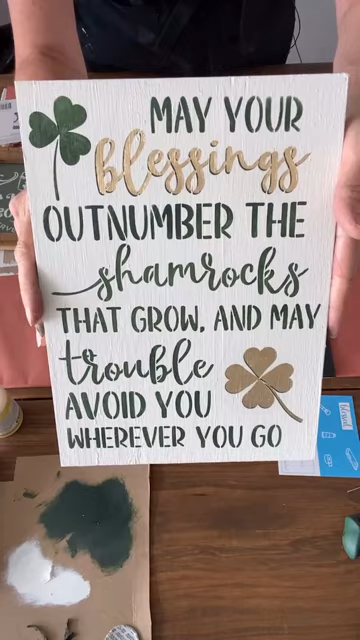 MAY YOUR
blessings
OUTNUMBER THE
shamrocks
THAT GROW, AND MAY
trouble
AVOID YOU
WHEREVER YOU GO